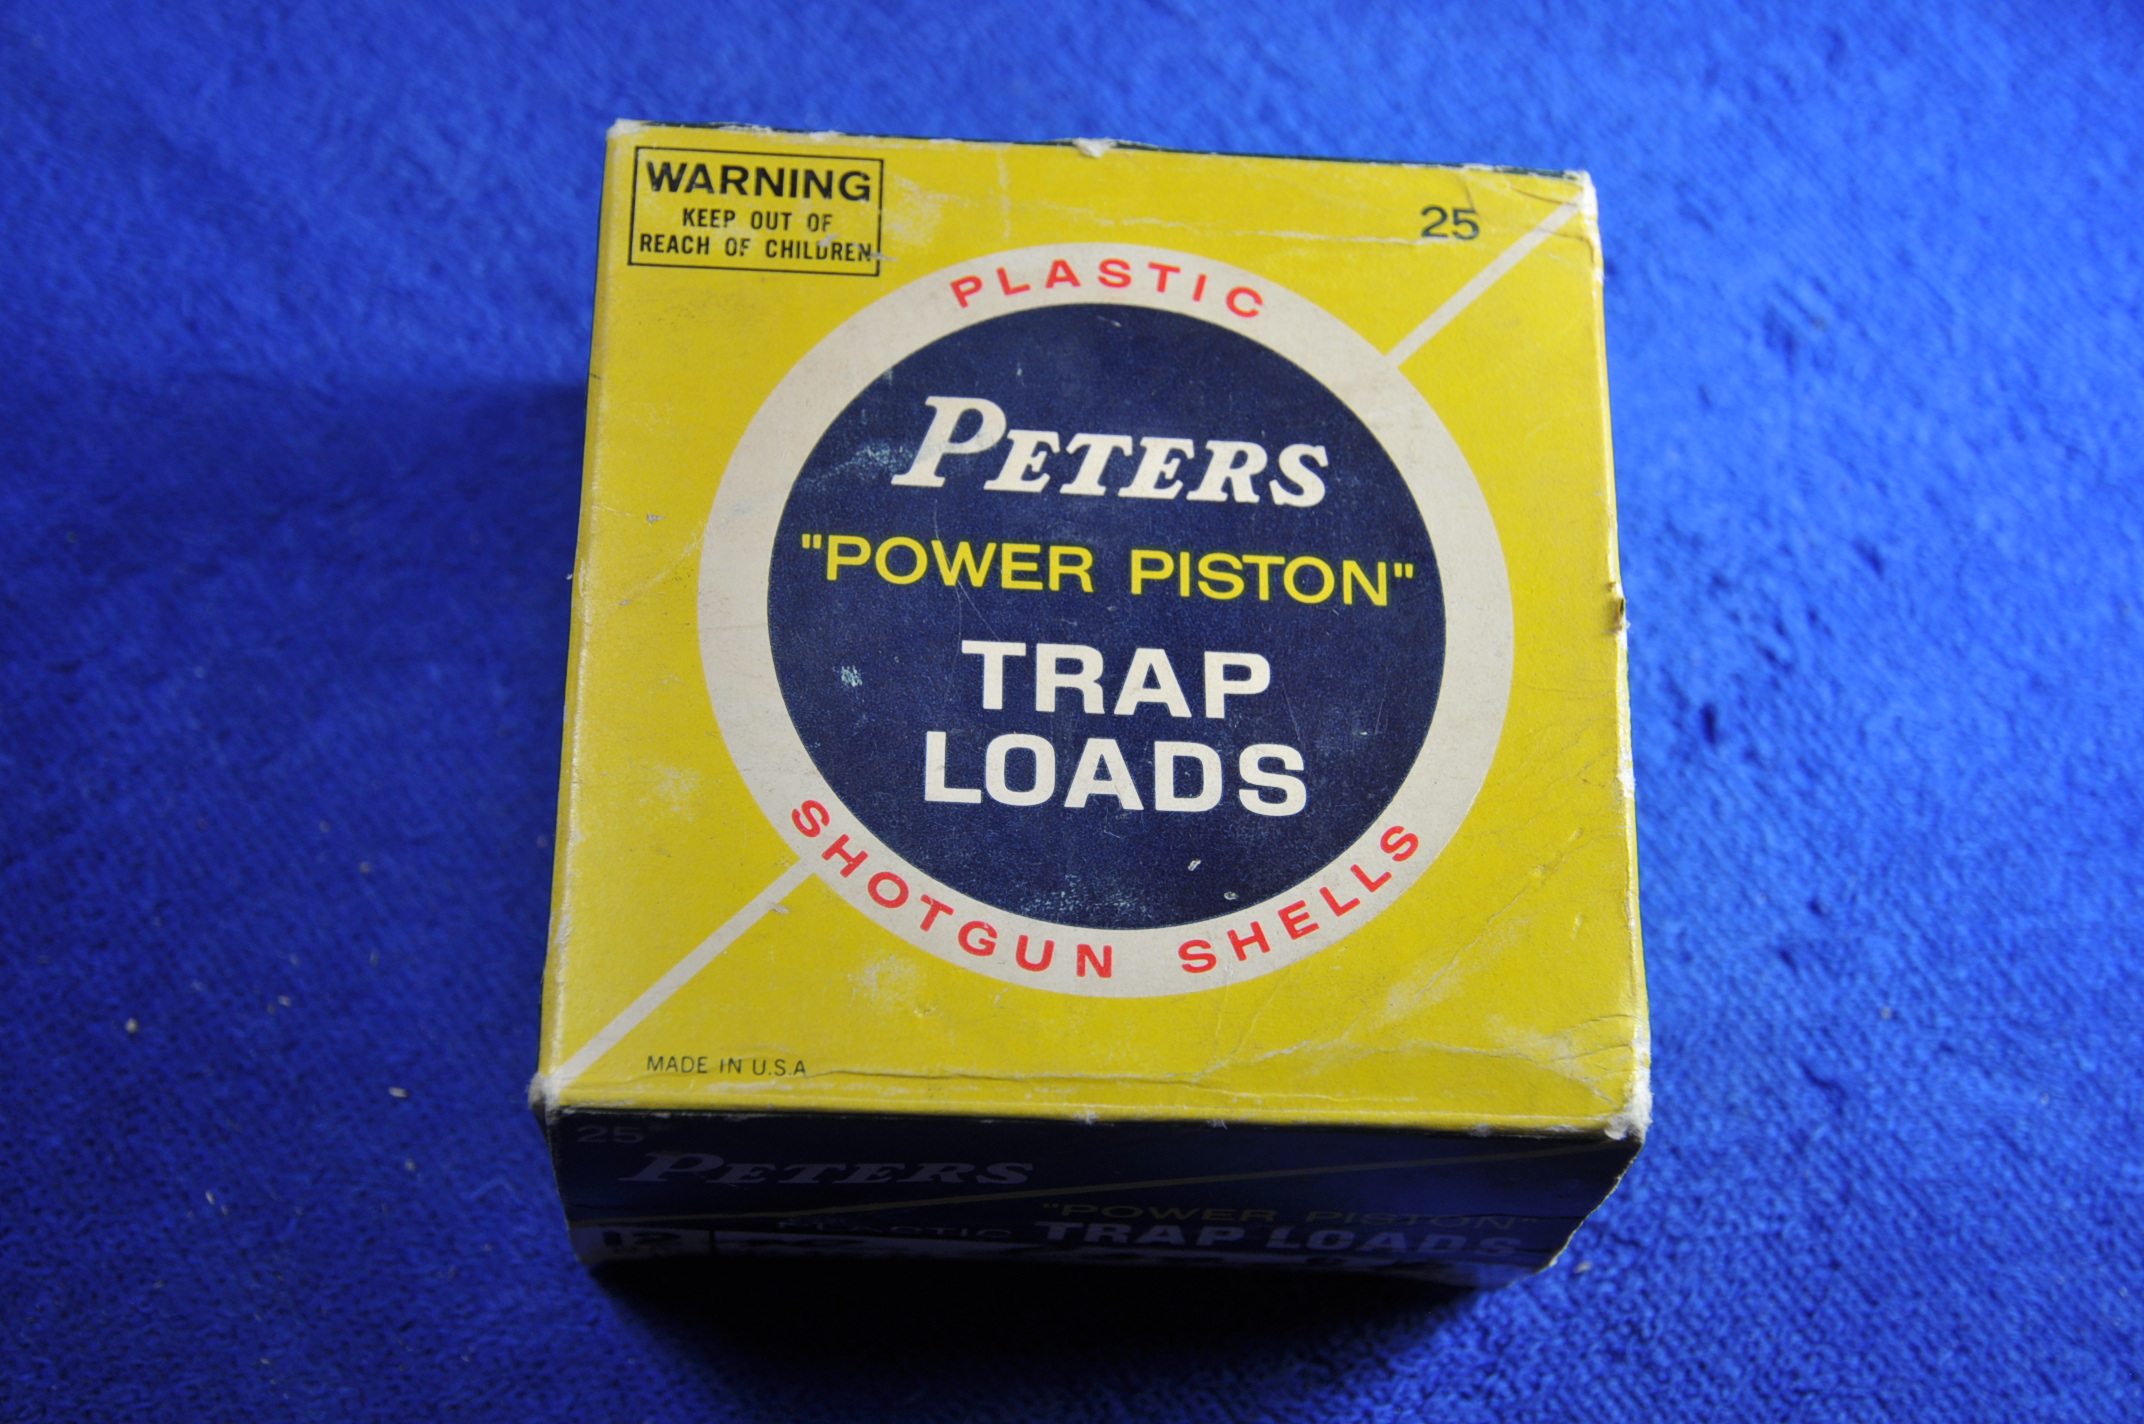 WARNING
KEEP OUT OF
REACH OF CHILDREN
25
PLASTIC
PETERS
"POWER PISTON"
TRAP
LOADS
SHOTGUN SHELLS
MADE IN U.S.A
25
PETERS
"POWER PISTON"
PLASTIC TRAP LOADS
12